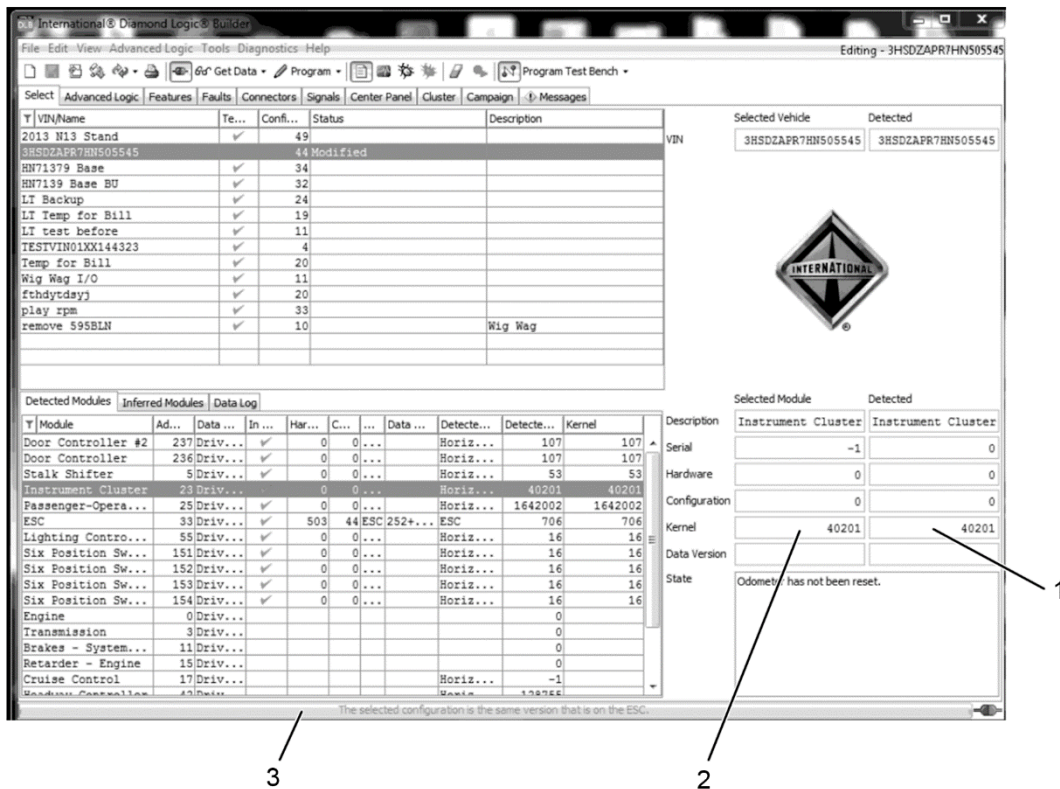 International® Diamond Logic® Builder
File Edit View Advanced Logic Tools Diagnostics Help Editing - 3HSDZAPR7HN505545
Get Data Program Program Test Bench
Select Advanced Logic Features Faults Connectors Signals Center Panel Cluster Campaign Messages
VIN/Name Te... Confi... Status Description
2013 N13 Stand 49
3HSDZAPR7HN505545 44 Modified
HN71379 Base 34
HN7139 Base BU 32
LT Backup 24
LT Temp for Bill 19
LT test before 11
TESTVIN01XX144323 4
Temp for Bill 20
Wig Wag I/O 11
fthdytdsyj 20
play rpm 33
remove 595BLN 10 Wig Wag
Selected Vehicle Detected
VIN 3HSDZAPR7HN505545 3HSDZAPR7HN505545
INTERNATIONAL
®
Detected Modules Inferred Modules Data Log
Module Ad... Data ... In ... Har... C... ... Data ... Detecte... Detecte... Kernel
Door Controller #2 237 Driv... 0 0 ... Horiz... 107 107
Door Controller 236 Driv... 0 0 ... Horiz... 107 107
Stalk Shifter 5 Driv... 0 0 ... Horiz... 53 53
Instrument Cluster 23 Driv... 0 0 ... Horiz... 40201 40201
Passenger-Opera... 25 Driv... 0 0 ... Horiz... 1642002 1642002
ESC 33 Driv... 503 44 ESC 252+... ESC 706 706
Lighting Contro... 55 Driv... 0 0 ... Horiz... 16 16
Six Position Sw... 151 Driv... 0 0 ... Horiz... 16 16
Six Position Sw... 152 Driv... 0 0 ... Horiz... 16 16
Six Position Sw... 153 Driv... 0 0 ... Horiz... 16 16
Six Position Sw... 154 Driv... 0 0 ... Horiz... 16 16
Engine 0 Driv... 0
Transmission 3 Driv... 0
Brakes - System... 11 Driv... 0
Retarder - Engine 15 Driv... 0
Cruise Control 17 Driv... Horiz... -1
Selected Module Detected
Description Instrument Cluster Instrument Cluster
Serial -1 0
Hardware 0 0
Configuration 0 0
Kernel 40201 40201
Data Version
State Odometer has not been reset.
The selected configuration is the same version that is on the ESC.
1
2
3